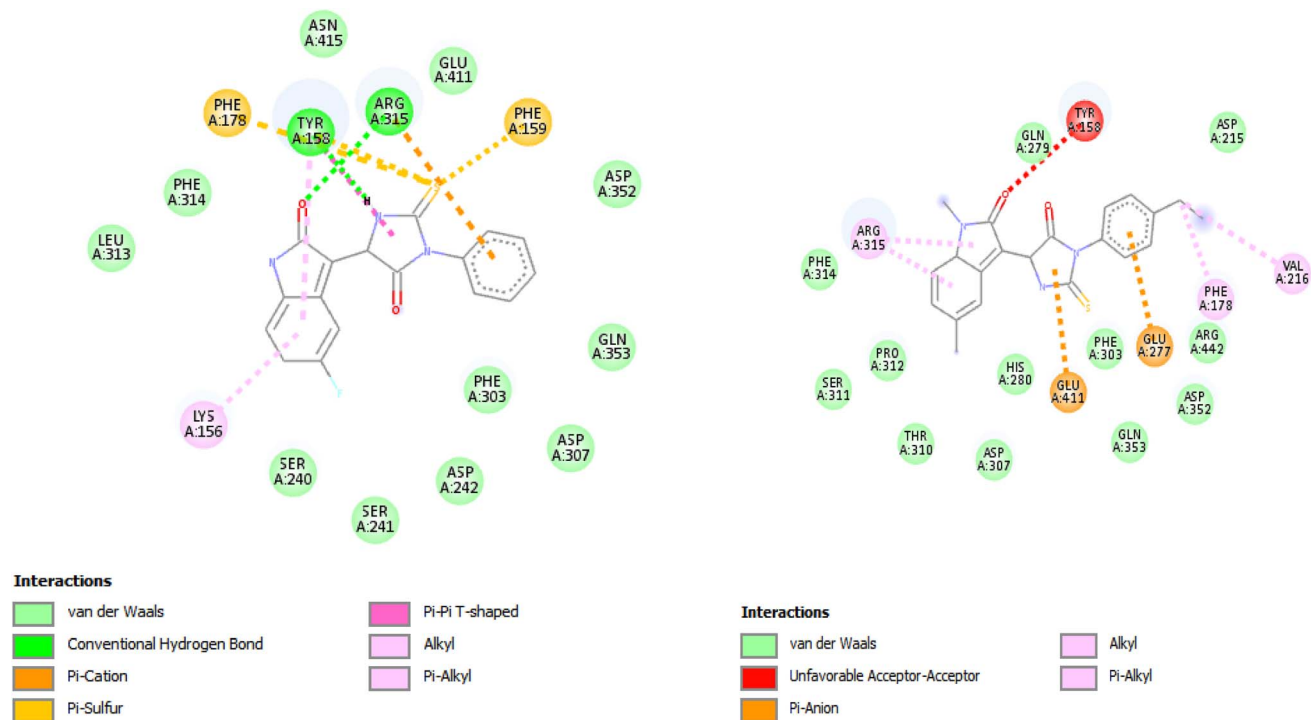 ASN
A:415
GLU
A:411
PHE
A:178
TYR
A:158
ARG
A:315
PHE
A:159
PHE
A:314
ASP
A:352
LEU
A:313
O
H
N
S
N
N
O
F
GLN
A:353
PHE
A:303
LYS
A:156
ASP
A:307
SER
A:240
ASP
A:242
SER
A:241
Interactions
van der Waals
Conventional Hydrogen Bond
Pi-Cation
Pi-Sulfur
Pi-Pi T-shaped
Alkyl
Pi-Alkyl
TYR
A:158
GLN
A:279
ASP
A:215
O
O
N
N
N
S
ARG
A:315
PHE
A:314
VAL
A:216
PHE
A:178
PRO
A:312
HIS
A:280
PHE
A:303
GLU
A:277
ARG
A:442
SER
A:311
GLU
A:411
ASP
A:352
THR
A:310
ASP
A:307
GLN
A:353
Interactions
van der Waals
Unfavorable Acceptor-Acceptor
Pi-Anion
Alkyl
Pi-Alkyl